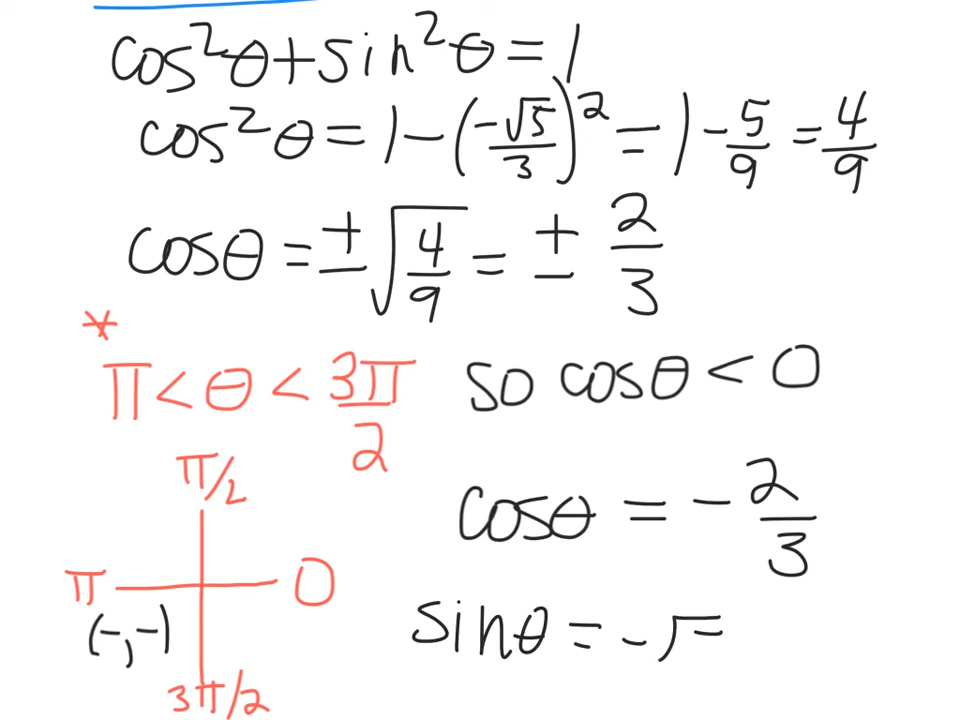 cos²θ+sin²θ=1
cos²θ=1-(-√5/3)²=1-5/9=4/9
cosθ=±√(4/9)=±2/3
*
π<θ<3π/2 so cosθ<0
π/2
cosθ=-2/3
π 0
(-,-)
sinθ=-√
3π/2